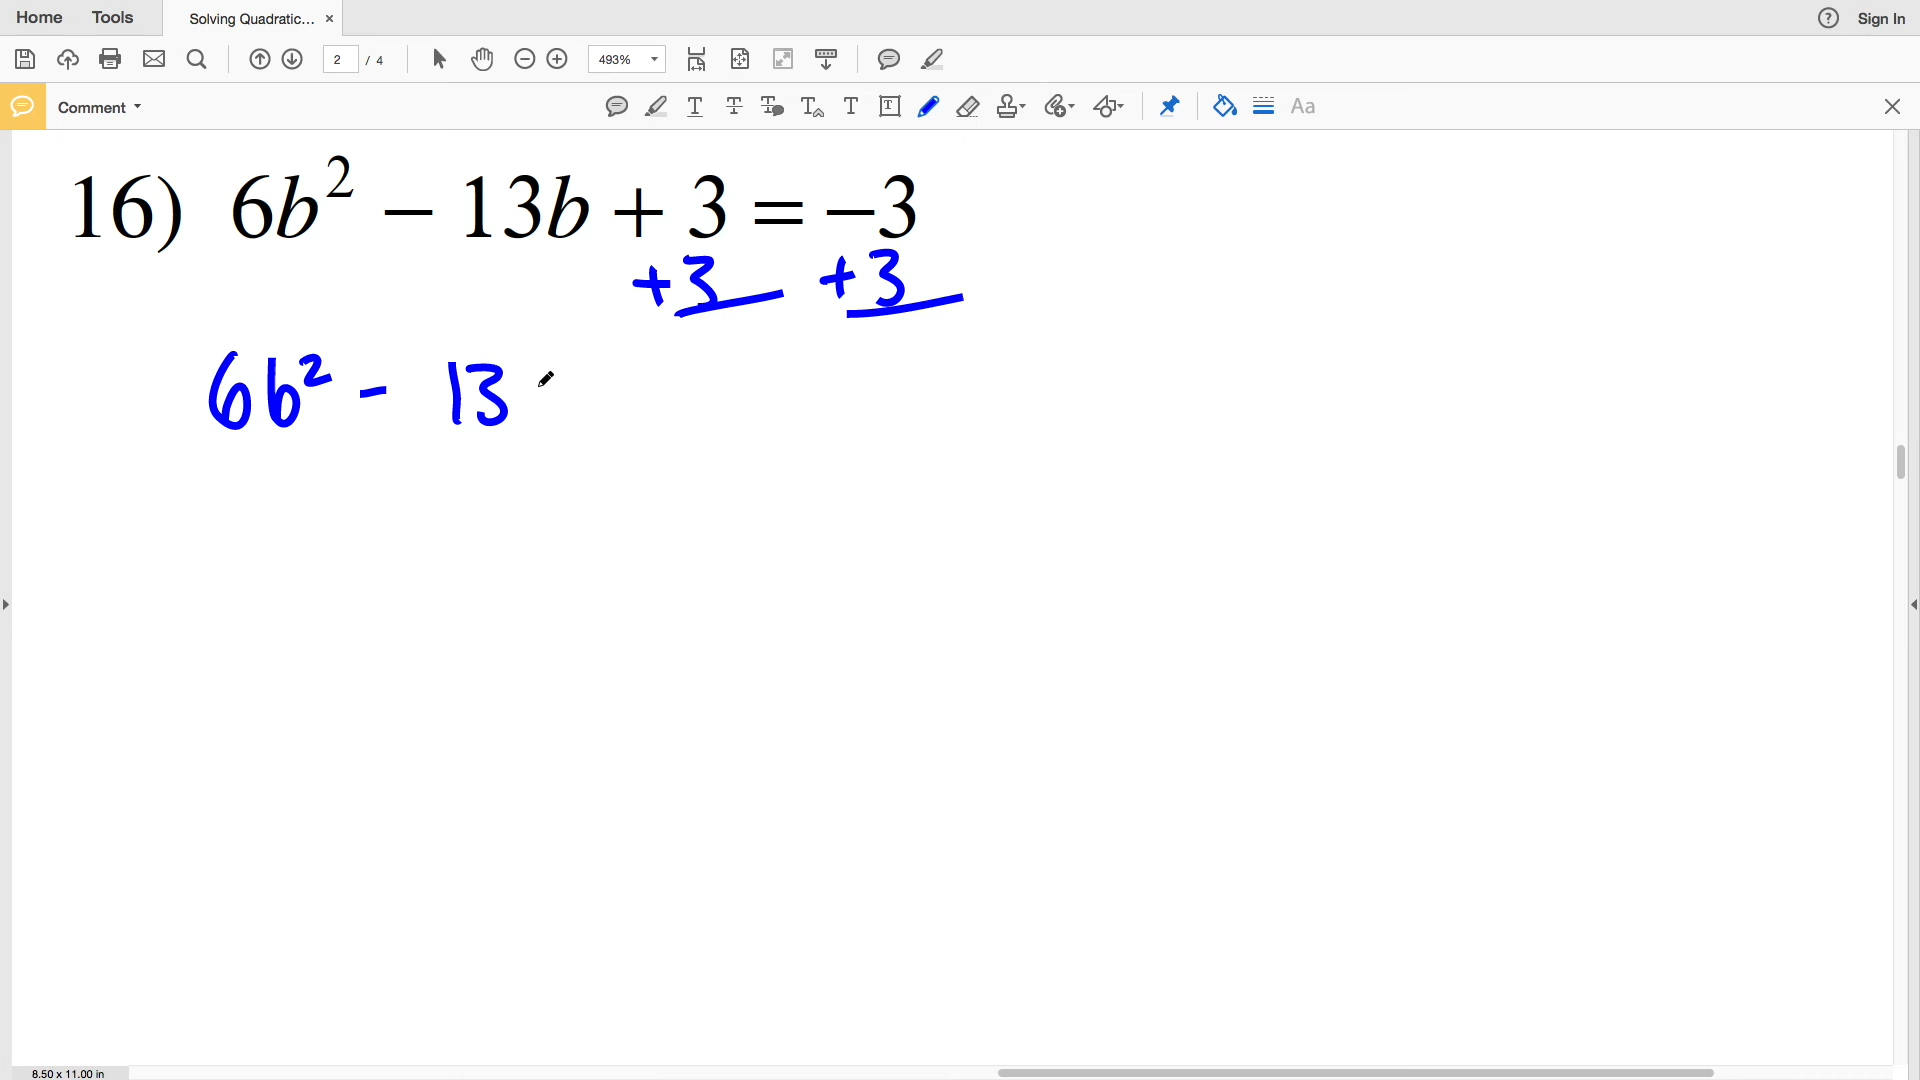 Home Tools Solving Quadratic... × ? Sign In
2 / 4 493%
Comment T T T T T T Aa
16) 6b² − 13b + 3 = −3
+3 +3
6b² - 13
8.50 x 11.00 in